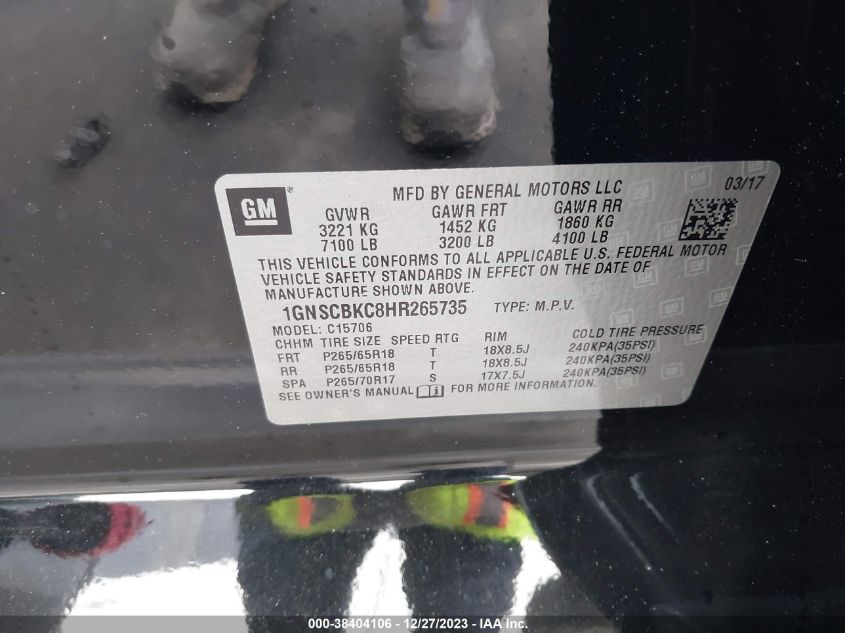 GM
MFD BY GENERAL MOTORS LLC
03/17
GVWR GAWR FRT GAWR RR
3221 KG 1452 KG 1860 KG
7100 LB 3200 LB 4100 LB
THIS VEHICLE CONFORMS TO ALL APPLICABLE U.S. FEDERAL MOTOR
VEHICLE SAFETY STANDARDS IN EFFECT ON THE DATE OF
MANUFACTURE SHOWN ABOVE.
1GNSCBKC8HR265735 TYPE: M.P.V.
MODEL: C15706
CHHM TIRE SIZE SPEED RTG RIM COLD TIRE PRESSURE
FRT P265/65R18 T 18X8.5J 240KPA(35PSI)
RR P265/65R18 T 18X8.5J 240KPA(35PSI)
SPA P265/70R17 S 17X7.5J 240KPA(35PSI)
SEE OWNER'S MANUAL FOR MORE INFORMATION.
000-38404106 - 12/27/2023 - IAA Inc.